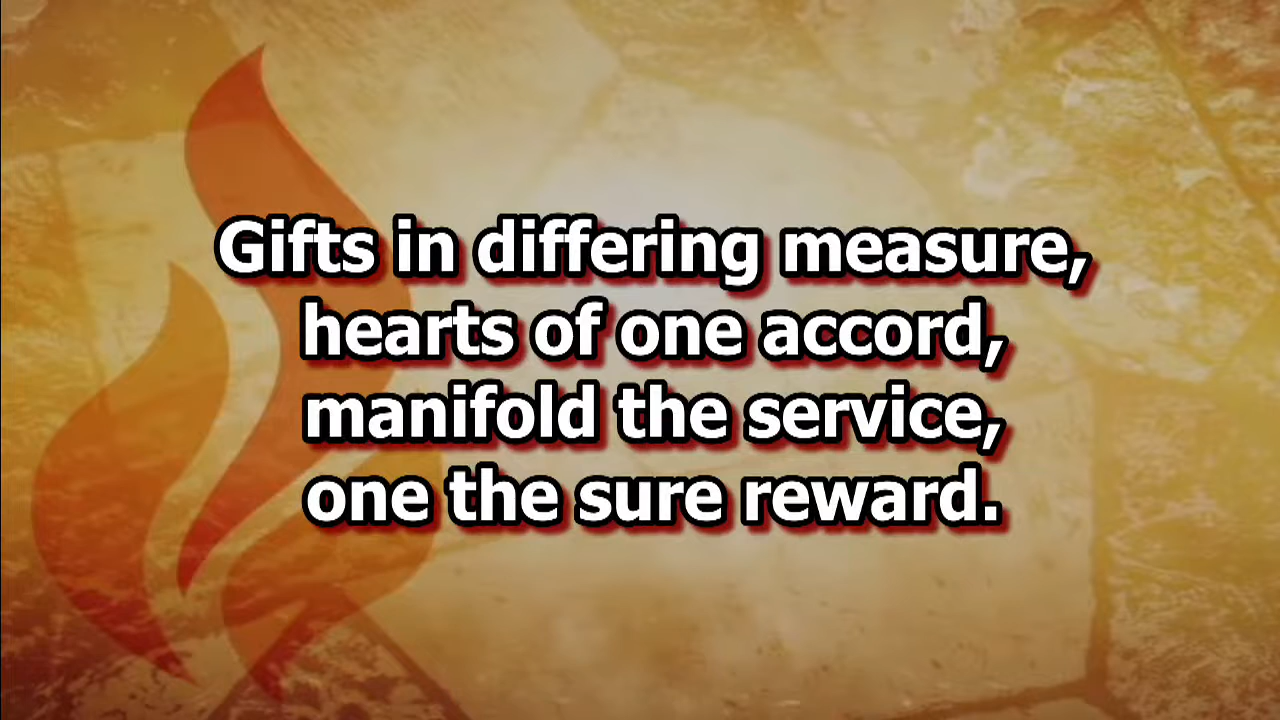 Gifts in differing measure,
hearts of one accord,
manifold the service,
one the sure reward.